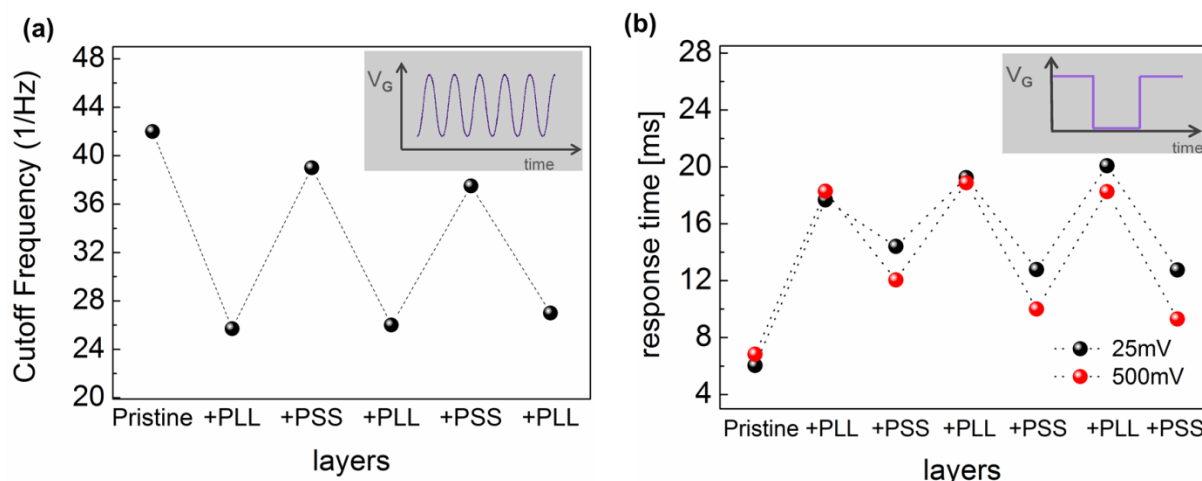 (a)
Cutoff Frequency (1/Hz)
48
44
40
36
32
28
24
20
V_G
time
Pristine +PLL +PSS +PLL +PSS +PLL
layers
(b)
response time [ms]
28
24
20
16
12
8
4
V_G
time
25mV
500mV
Pristine +PLL +PSS +PLL +PSS +PLL +PSS
layers